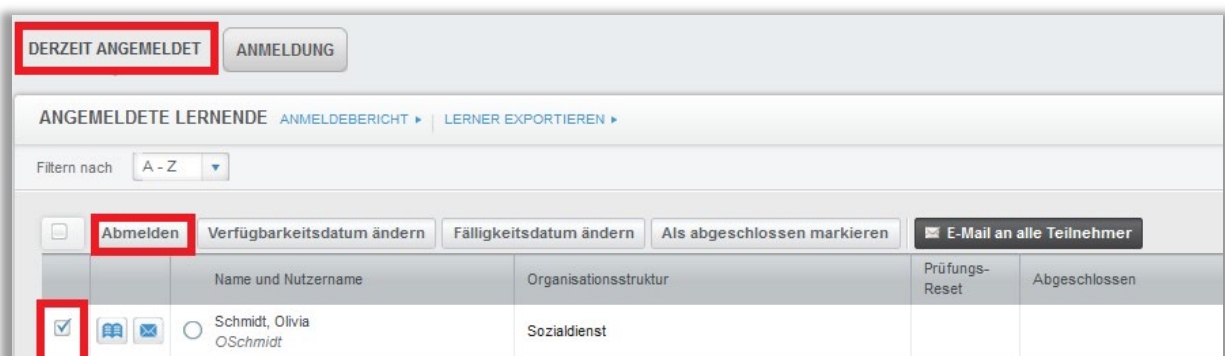 DERZEIT ANGEMELDET ANMELDUNG
ANGEMELDETE LERNENDE ANMELDEBERICHT LERNER EXPORTIEREN
Filtern nach A - Z
Abmelden Verfügbarkeitsdatum ändern Fälligkeitsdatum ändern Als abgeschlossen markieren E-Mail an alle Teilnehmer
Name und Nutzername Organisationsstruktur Prüfungs-
Reset Abgeschlossen
Schmidt, Olivia Sozialdienst
OSchmidt